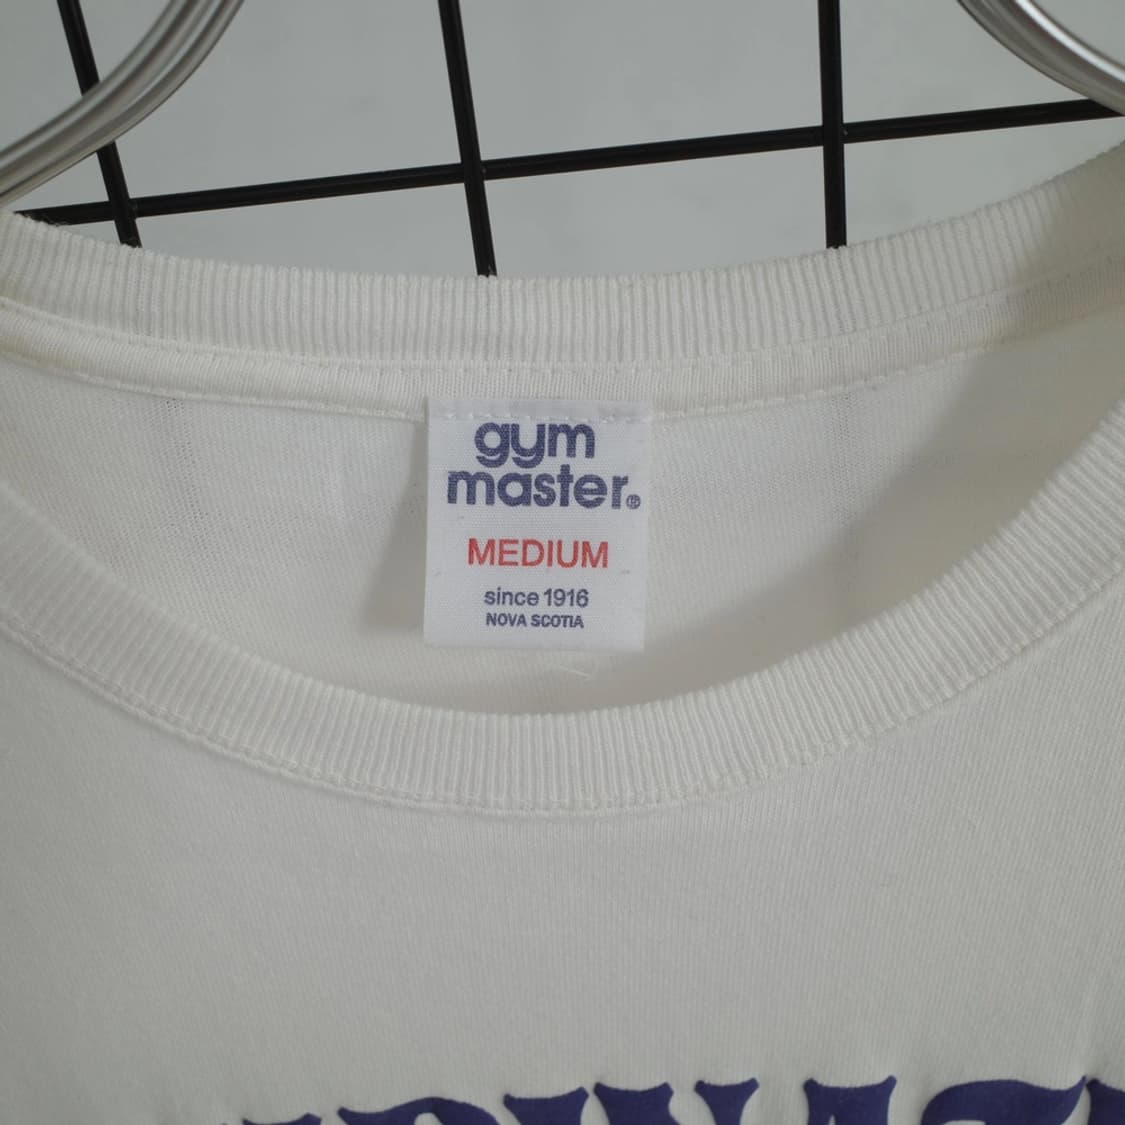 gym
master®
MEDIUM
since 1916
NOVA SCOTIA